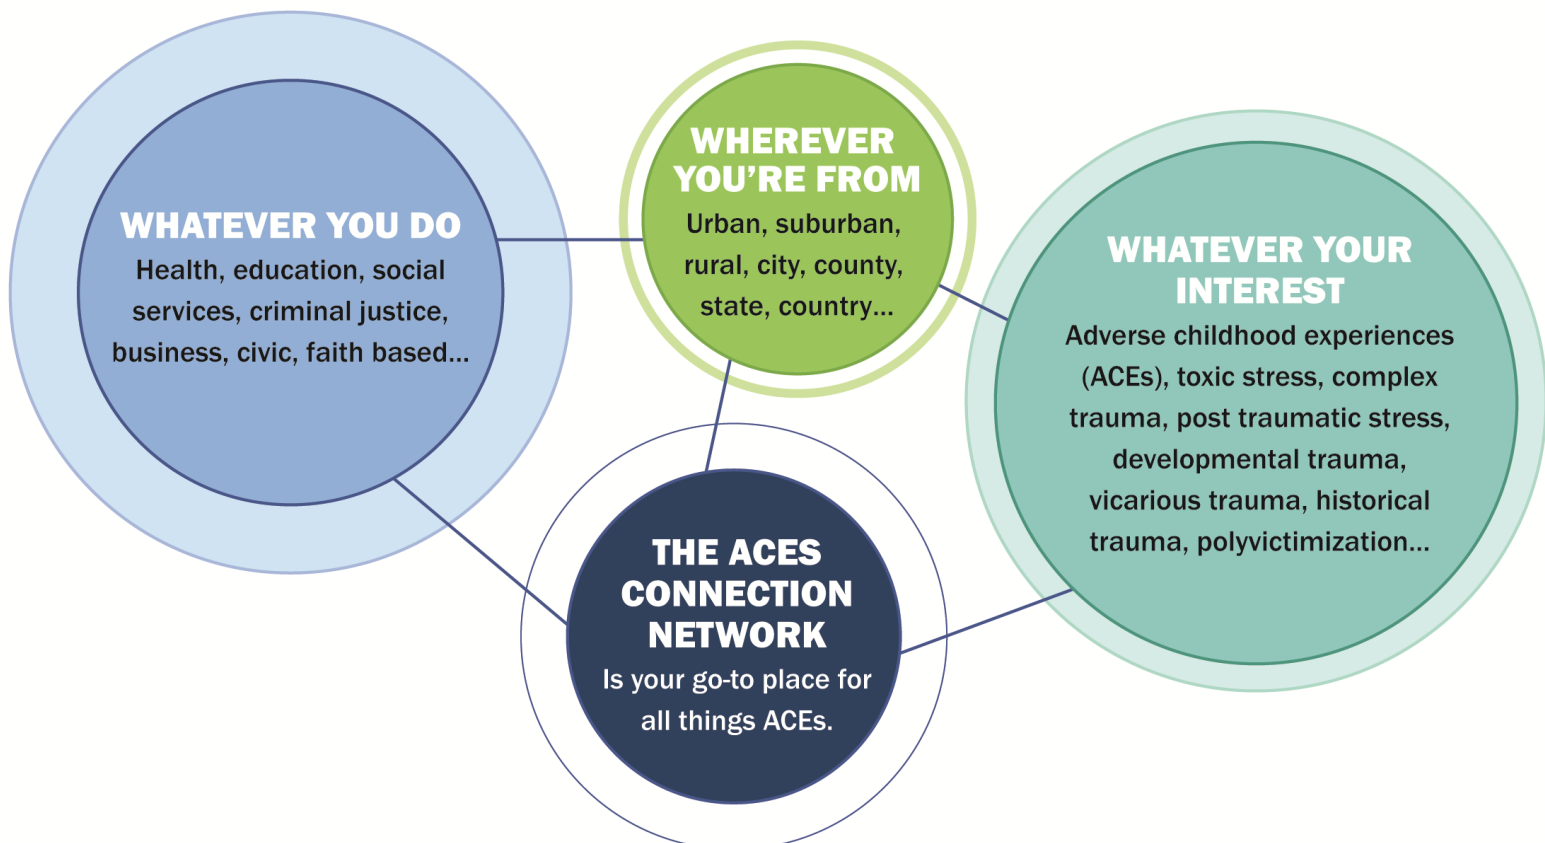 WHATEVER YOU DO
Health, education, social
services, criminal justice,
business, civic, faith based...
WHEREVER
YOU'RE FROM
Urban, suburban,
rural, city, county,
state, country...
WHATEVER YOUR
INTEREST
Adverse childhood experiences
(ACEs), toxic stress, complex
trauma, post traumatic stress,
developmental trauma,
vicarious trauma, historical
trauma, polyvictimization...
THE ACES
CONNECTION
NETWORK
Is your go-to place for
all things ACEs.